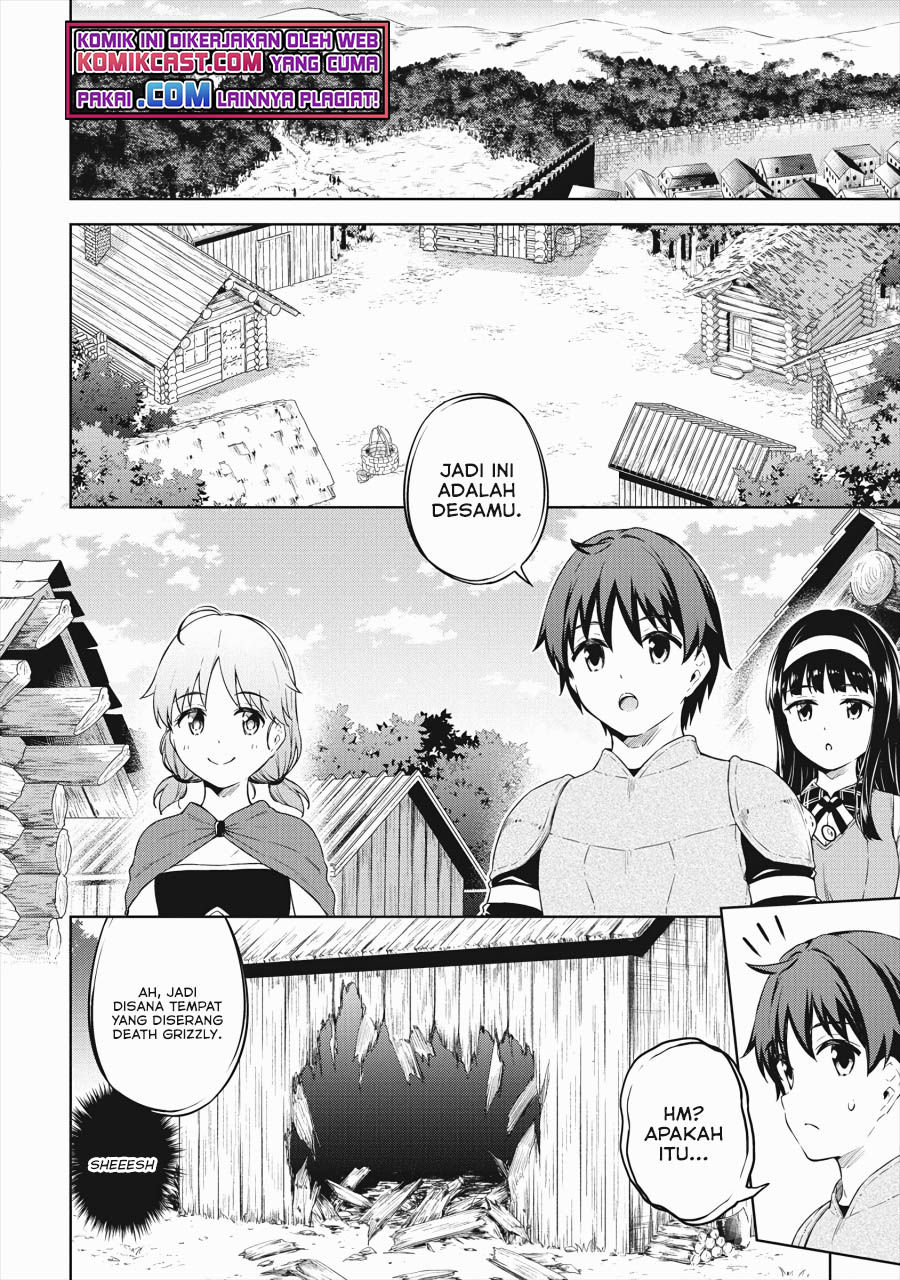 KOMIK INI DIKERJAKAN OLEH WEB
KOMIKCAST.COM YANG CUMA
PAKAI .COM LAINNYA PLAGIAT!
JADI INI
ADALAH
DESAMU.
HM?
APAKAH
ITU...
AH, JADI
DISANA TEMPAT
YANG DISERANG
DEATH GRIZZLY.
SHEEESH